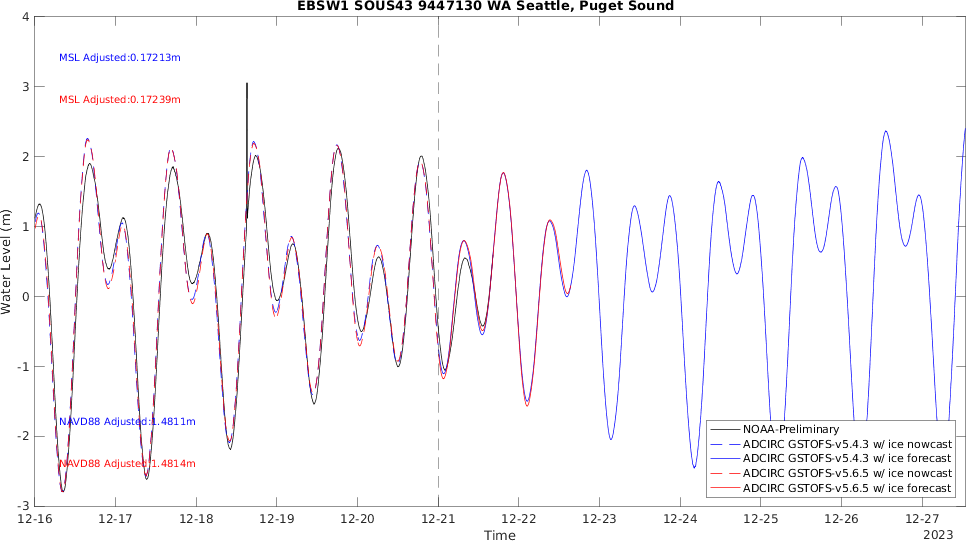 EBSW1 SOUS43 9447130 WA Seattle, Puget Sound
4
MSL Adjusted:0.17213m
3
MSL Adjusted:0.17239m
2
1
Water Level (m)
0
-1
NAVD88 Adjusted:1.4811m
-2
NAVD88 Adjusted:1.4814m
-3
NOAA-Preliminary
ADCIRC GSTOFS-v5.4.3 w/ ice nowcast
ADCIRC GSTOFS-v5.4.3 w/ ice forecast
ADCIRC GSTOFS-v5.6.5 w/ ice nowcast
ADCIRC GSTOFS-v5.6.5 w/ ice forecast
12-16 12-17 12-18 12-19 12-20 12-21 12-22 12-23 12-24 12-25 12-26 12-27
Time
2023